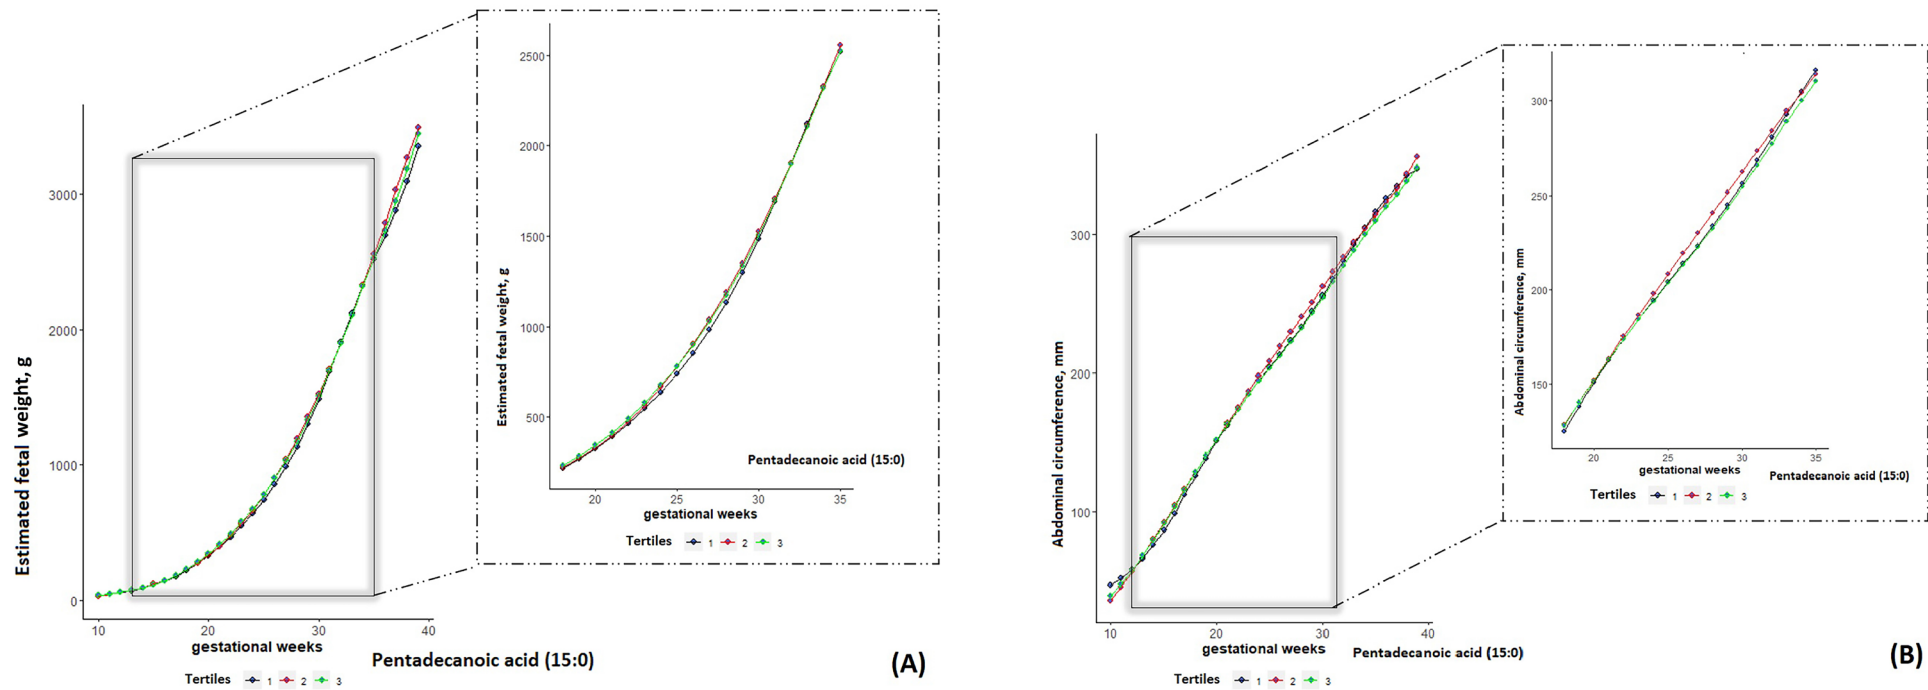 Estimated fetal weight, g
3000
2000
1000
0
10 20 30 40
gestational weeks
Pentadecanoic acid (15:0)
Tertiles 1 2 3
Estimated fetal weight, g
2500
2000
1500
1000
500
Pentadecanoic acid (15:0)
20 25 30 35
gestational weeks
Tertiles 1 2 3
(A)
Abdominal circumference, mm
300
200
100
10 20 30 40
gestational weeks
Pentadecanoic acid (15:0)
Tertiles 1 2 3
Abdominal circumference, mm
300
250
200
150
20 25 30 35
gestational weeks
Pentadecanoic acid (15:0)
Tertiles 1 2 3
(B)